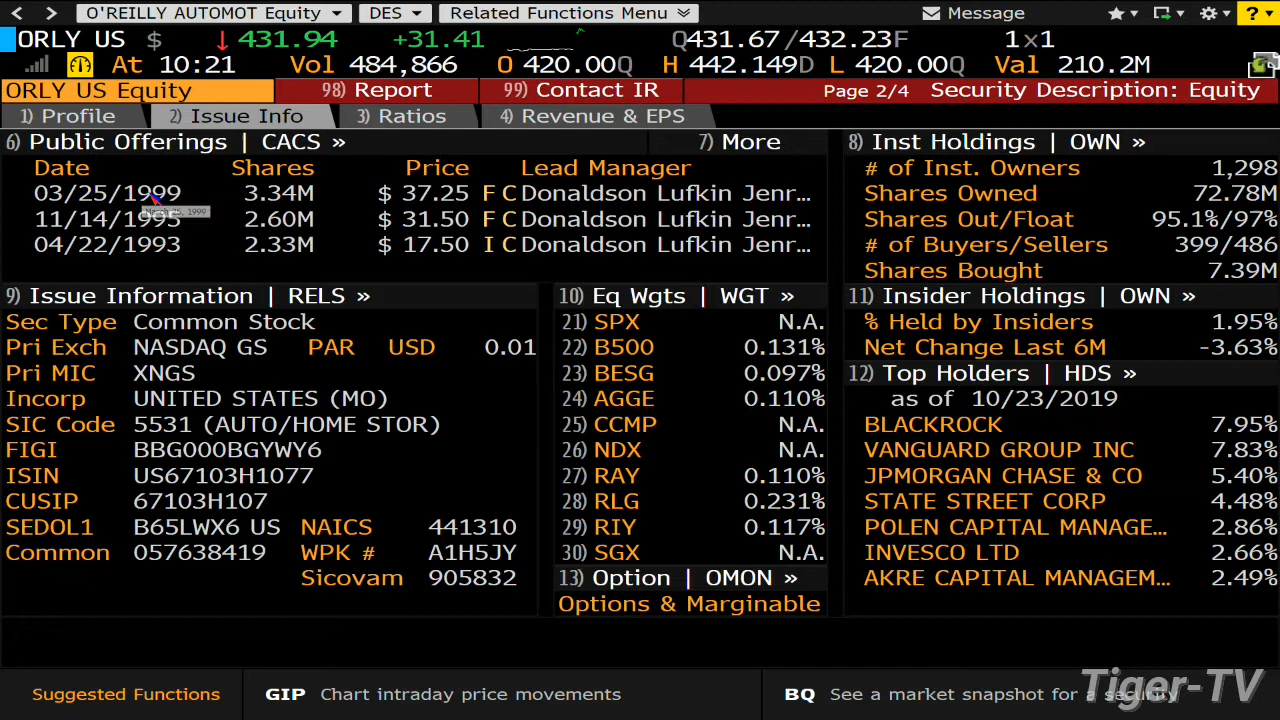 < > O'REILLY AUTOMOT Equity DES Related Functions Menu Message ?
ORLY US $ ↓431.94 +31.41 Q431.67/432.23F 1x1
At 10:21 Vol 484,866 O 420.00Q H 442.149D L 420.00Q Val 210.2M
ORLY US Equity 98) Report 99) Contact IR Page 2/4 Security Description: Equity
1) Profile 2) Issue Info 3) Ratios 4) Revenue & EPS
6) Public Offerings | CACS » 7) More
Date Shares Price Lead Manager
03/25/1999 3.34M $ 37.25 F C Donaldson Lufkin Jenr...
March 25, 1999
11/14/1995 2.60M $ 31.50 F C Donaldson Lufkin Jenr...
04/22/1993 2.33M $ 17.50 I C Donaldson Lufkin Jenr...
8) Inst Holdings | OWN »
# of Inst. Owners 1,298
Shares Owned 72.78M
Shares Out/Float 95.1%/97%
# of Buyers/Sellers 399/486
Shares Bought 7.39M
9) Issue Information | RELS »
Sec Type Common Stock
Pri Exch NASDAQ GS PAR USD 0.01
Pri MIC XNGS
Incorp UNITED STATES (MO)
SIC Code 5531 (AUTO/HOME STOR)
FIGI BBG000BGYWY6
ISIN US67103H1077
CUSIP 67103H107
SEDOL1 B65LWX6 US NAICS 441310
Common 057638419 WPK # A1H5JY
Sicovam 905832
10) Eq Wgts | WGT »
21) SPX N.A.
22) B500 0.131%
23) BESG 0.097%
24) AGGE 0.110%
25) CCMP N.A.
26) NDX N.A.
27) RAY 0.110%
28) RLG 0.231%
29) RIY 0.117%
30) SGX N.A.
13) Option | OMON »
Options & Marginable
11) Insider Holdings | OWN »
% Held by Insiders 1.95%
Net Change Last 6M -3.63%
12) Top Holders | HDS »
as of 10/23/2019
BLACKROCK 7.95%
VANGUARD GROUP INC 7.83%
JPMORGAN CHASE & CO 5.40%
STATE STREET CORP 4.48%
POLEN CAPITAL MANAGE... 2.86%
INVESCO LTD 2.66%
AKRE CAPITAL MANAGEM... 2.49%
Suggested Functions GIP Chart intraday price movements BQ See a market snapshot for a security
Tiger-TV